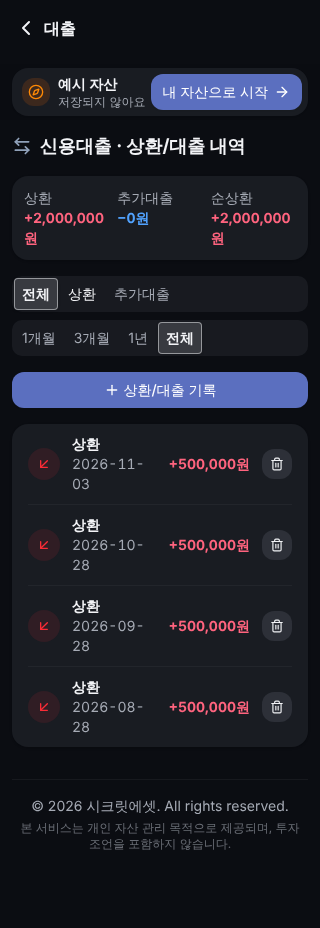 대출
예시 자산
저장되지 않아요
내 자산으로 시작
신용대출 · 상환/대출 내역
상환
추가대출
순상환
+2,000,000
원
−0원
+2,000,000
원
전체
상환
추가대출
1개월
3개월
1년
전체
+ 상환/대출 기록
상환
2026-11-
03
+500,000원
상환
2026-10-
28
+500,000원
상환
2026-09-
28
+500,000원
상환
2026-08-
28
+500,000원
© 2026 시크릿에셋. All rights reserved.
본 서비스는 개인 자산 관리 목적으로 제공되며, 투자
조언을 포함하지 않습니다.